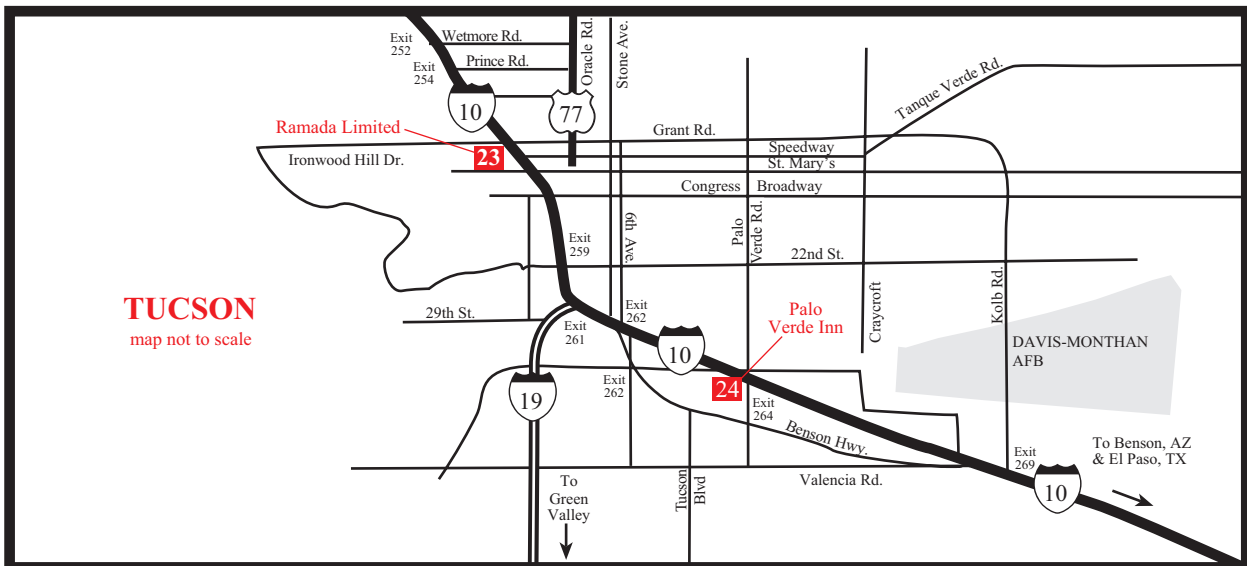 Exit
252
Wetmore Rd.
Oracle Rd.
Stone Ave.
Exit
254
Prince Rd.
10
77
Tanque Verde Rd.
Ramada Limited
23
Grant Rd.
Ironwood Hill Dr.
Speedway
St. Mary's
Congress
Broadway
6th Ave.
Palo
Verde Rd.
Exit
259
22nd St.
Craycroft
Kolb Rd.
TUCSON
map not to scale
29th St.
Exit
261
Exit
262
Palo
Verde Inn
10
DAVIS-MONTHAN
AFB
19
Exit
262
24
Exit
264
Benson Hwy.
Exit
269
To Benson, AZ
& El Paso, TX
To
Green
Valley
Tucson
Blvd
Valencia Rd.
10